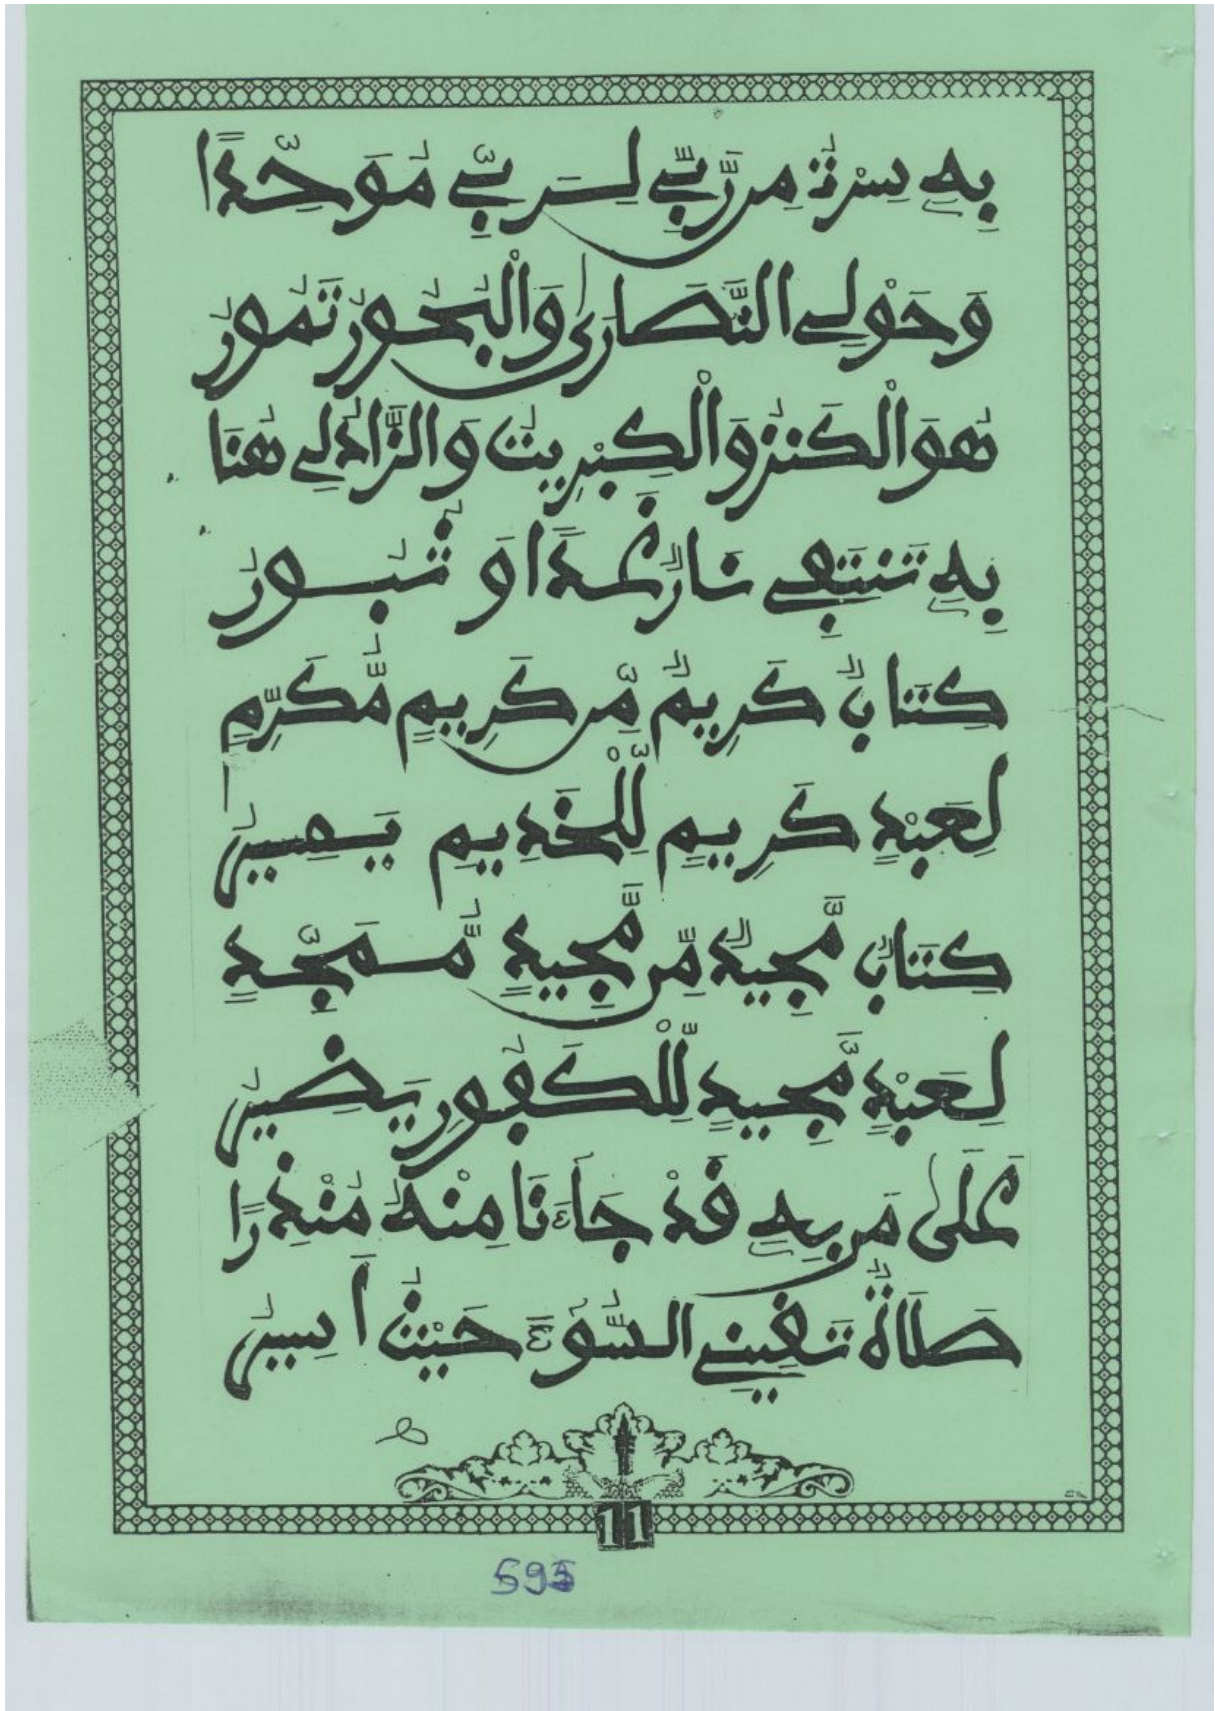 بِهِ سِرْتُ مِن رَّبِّي لِرَبِّي مُوَحِّدًا
وَحَوْلِي النَّصَارَىٰ وَالْبُحُورُ تَمُورُ
هُوَ الْكَنْزُ وَالْكِبْرِيتُ وَالزَّادُ لِي هُنَا
بِهِ تَنتَفِي نَارٌ غَدًا وَثُبُورُ
كِتَابٌ كَرِيمٌ مِّن كَرِيمٍ مُّكَرِّمِ
لِعَبْدٍ كَرِيمٍ لِّلْخَدِيمِ يَمِيرُ
كِتَابٌ مَّجِيدٌ مِّن مَّجِيدٍ مُّمَجِّدٍ
لِعَبْدٍ مَّجِيدٍ لِّلْكَفُورِ يَضِيرُ
عَلَىٰ مَن بِهِ قَدْ جَاءَنَا مِنْهُ مُنْذِرًا
صَلَاةٌ تَقِينِي السُّوءَ حَيْثُ أَسِيرُ
11
595